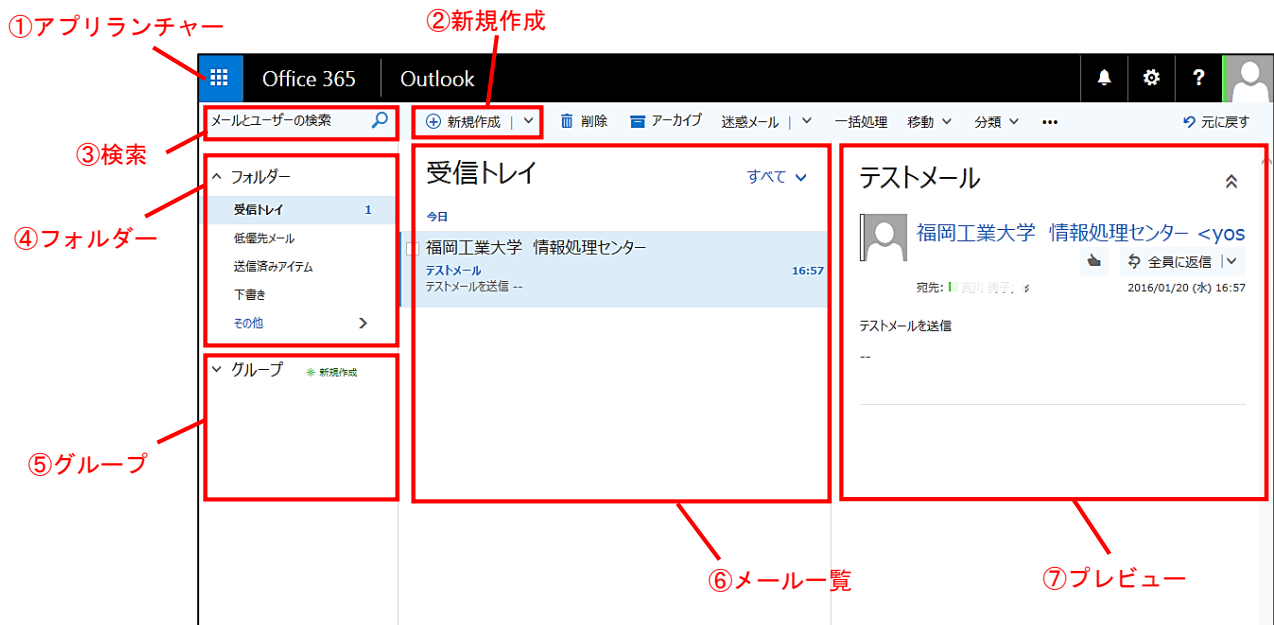 ①アプリランチャー
②新規作成
Office 365 Outlook ?
メールとユーザーの検索
新規作成 | 削除 アーカイブ 迷惑メール | 一括処理 移動 分類 ••• 元に戻す
③検索
④フォルダー
⑤グループ
フォルダー
受信トレイ 1
低優先メール
送信済みアイテム
下書き
その他
グループ 新規作成
受信トレイ すべて
今日
福岡工業大学 情報処理センター
テストメール 16:57
テストメールを送信 --
テストメール
福岡工業大学 情報処理センター <yos
全員に返信 |
宛先:
2016/01/20 (水) 16:57
テストメールを送信
--
⑥メール一覧
⑦プレビュー